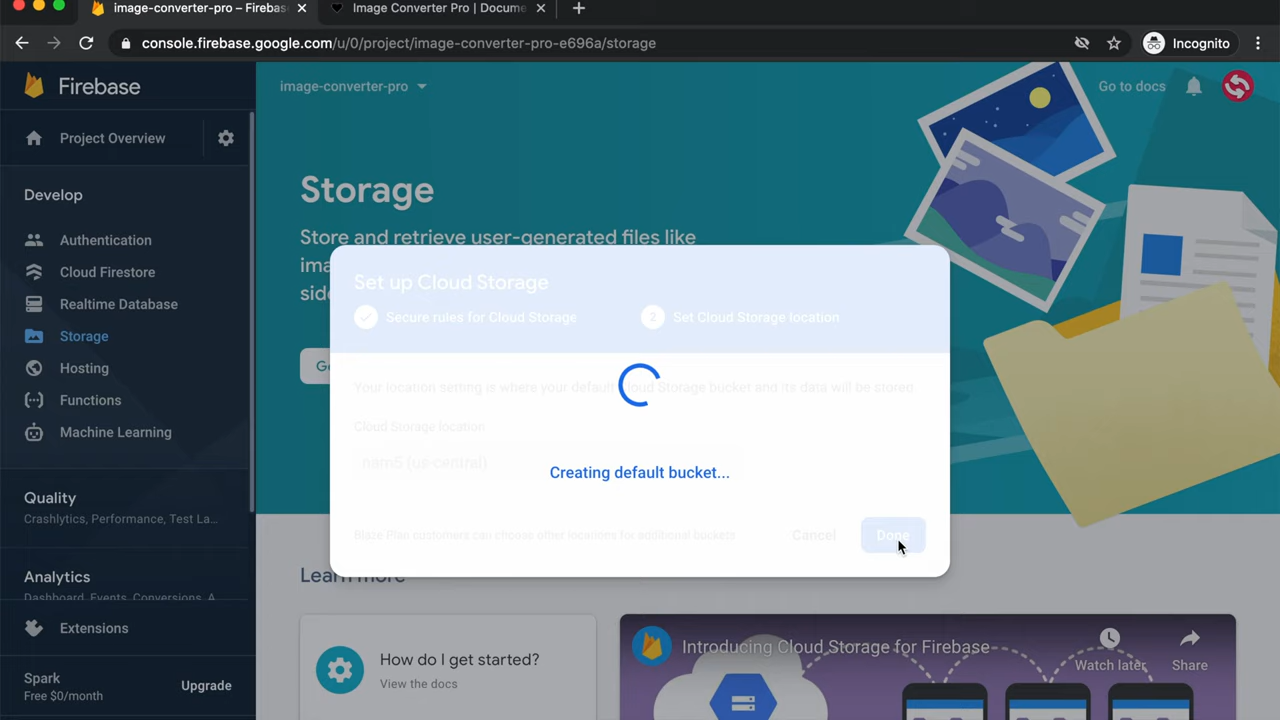 image-converter-pro – Firebas
Image Converter Pro | Docume
console.firebase.google.com/u/0/project/image-converter-pro-e696a/storage
Incognito
Firebase
image-converter-pro
Go to docs
Project Overview
Develop
Authentication
Cloud Firestore
Realtime Database
Storage
Hosting
Functions
Machine Learning
Quality
Crashlytics, Performance, Test La...
Analytics
Dashboard, Events, Conversions, A
Extensions
Spark
Free $0/month
Upgrade
Storage
Store and retrieve user-generated files like
ima
side
Ge
Set up Cloud Storage
Secure rules for Cloud Storage
2 Set Cloud Storage location
Your location setting is where your default Cloud Storage bucket and its data will be stored.
Cloud Storage location
nam5 (us-central)
Creating default bucket...
Blaze Plan customers can choose other locations for additional buckets
Cancel
Done
Learn more
How do I get started?
View the docs
Introducing Cloud Storage for Firebase
Watch later
Share